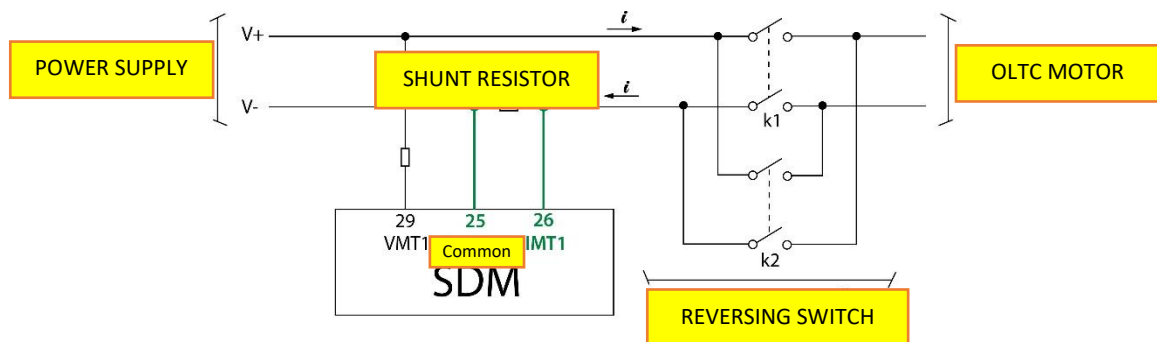 i
V+
POWER SUPPLY
SHUNT RESISTOR
OLTC MOTOR
i
V-
k1
29
25
26
VMT1
Common
IMT1
SDM
k2
REVERSING SWITCH